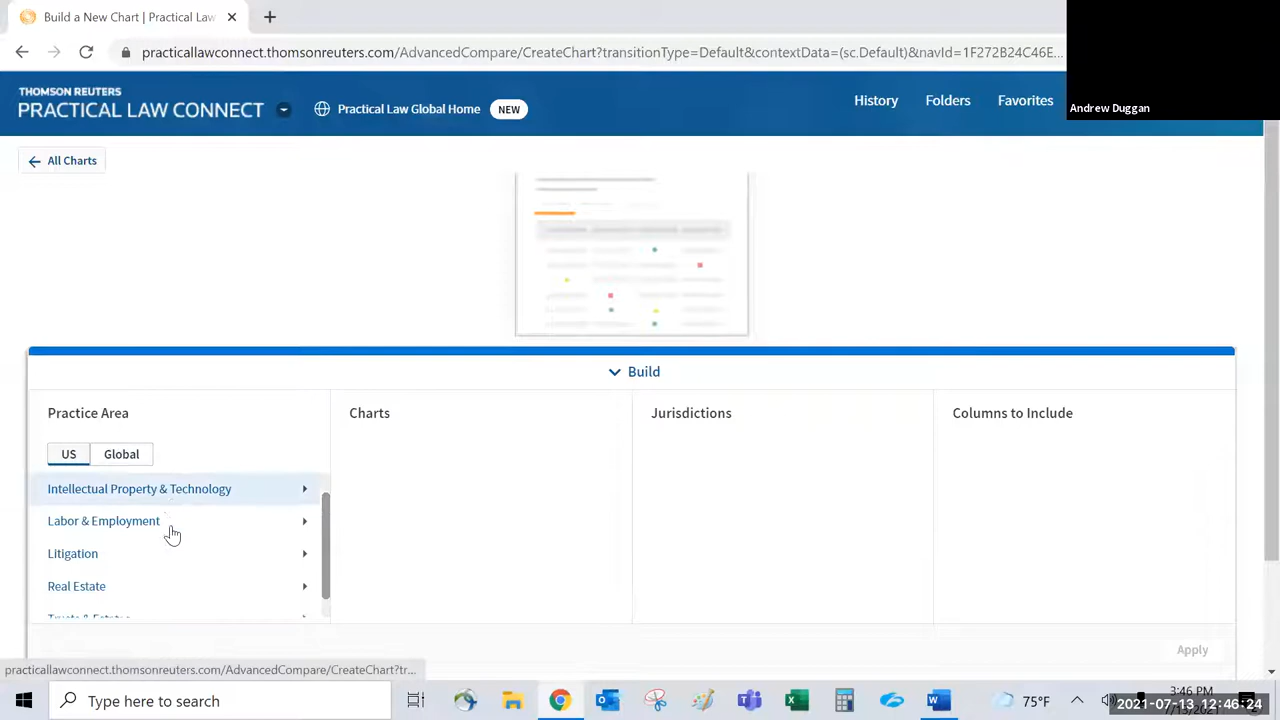 Build a New Chart | Practical Law
practicallawconnect.thomsonreuters.com/AdvancedCompare/CreateChart?transitionType=Default&contextData=(sc.Default)&navId=1F272B24C46E...
Andrew Duggan
THOMSON REUTERS
PRACTICAL LAW CONNECT
Practical Law Global Home
NEW
History
Folders
Favorites
All Charts
Build
Practice Area
Charts
Jurisdictions
Columns to Include
US
Global
Intellectual Property & Technology
Labor & Employment
Litigation
Real Estate
Trusts & Estates
Apply
practicallawconnect.thomsonreuters.com/AdvancedCompare/CreateChart?tr...
Type here to search
75°F
3:46 PM
2021-07-13 12:46:24